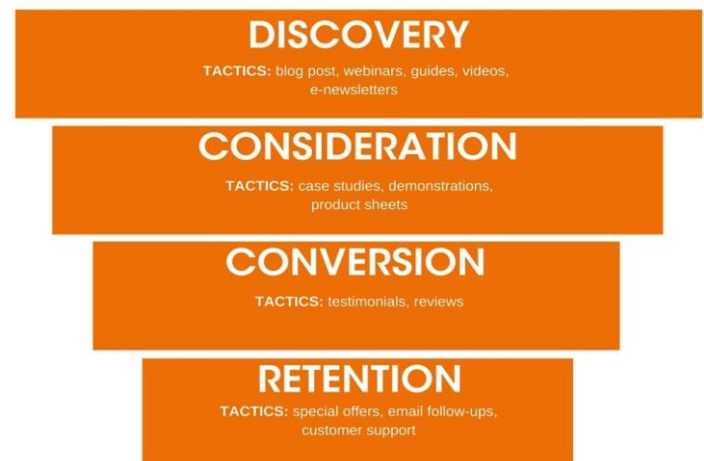 DISCOVERY
TACTICS: blog post, webinars, guides, videos,
e-newsletters
CONSIDERATION
TACTICS: case studies, demonstrations,
product sheets
CONVERSION
TACTICS: testimonials, reviews
RETENTION
TACTICS: special offers, email follow-ups,
customer support